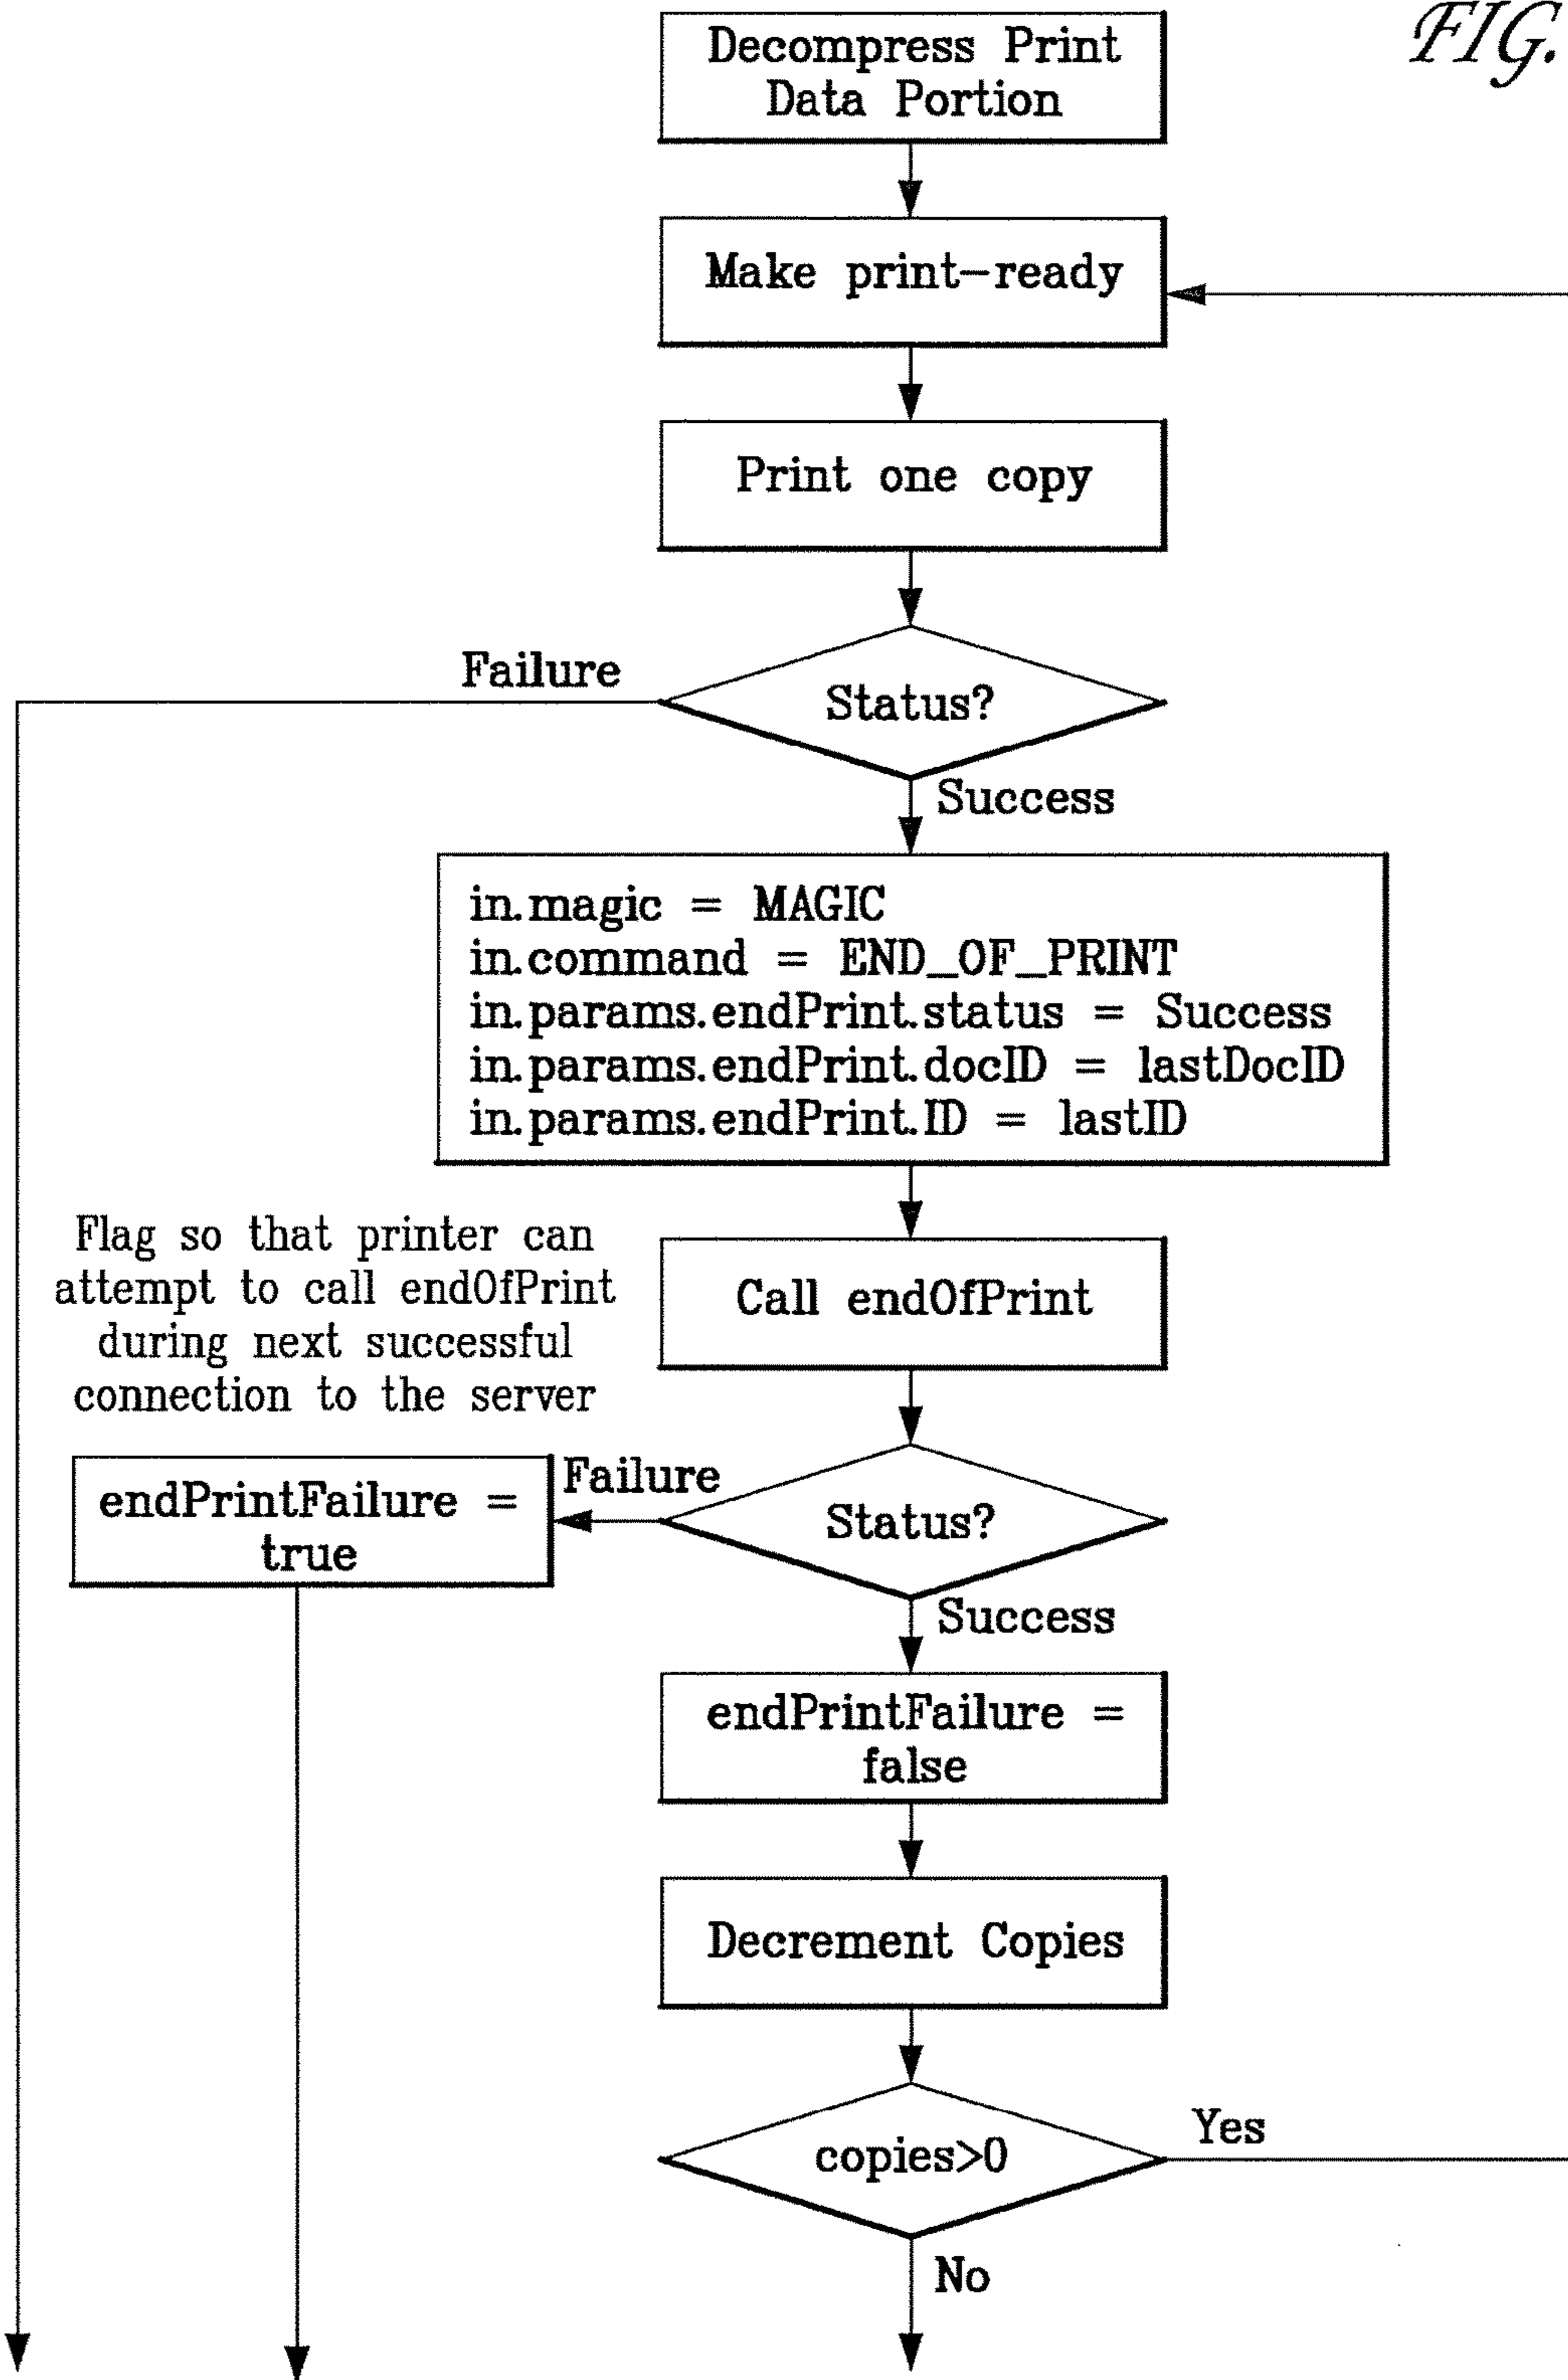 FIG.
Decompress Print
Data Portion
Make print-ready
Print one copy
Failure
Status?
Success
in.magic = MAGIC
in.command = END_OF_PRINT
in.params.endPrint.status = Success
in.params.endPrint.docID = lastDocID
in.params.endPrint.ID = lastID
Flag so that printer can
attempt to call endOfPrint
during next successful
connection to the server
Call endOfPrint
endPrintFailure =
true
Failure
Status?
Success
endPrintFailure =
false
Decrement Copies
copies>0
Yes
No